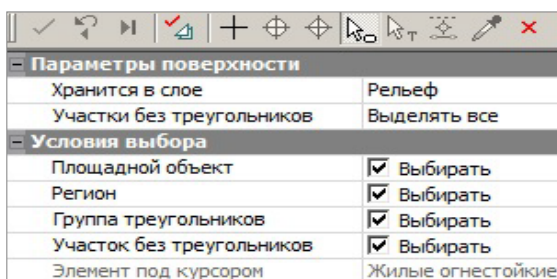 Параметры поверхности
Хранится в слое Рельеф
Участки без треугольников Выделять все
Условия выбора
Площадной объект Выбирать
Регион Выбирать
Группа треугольников Выбирать
Участок без треугольников Выбирать
Элемент под курсором Жилые огнестойкие